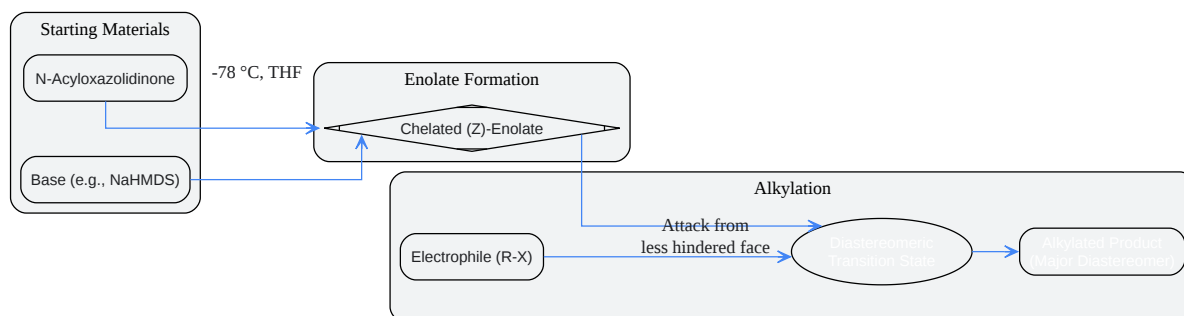 Starting Materials
N-Acyloxazolidinone
-78 °C, THF
Base (e.g., NaHMDS)
Enolate Formation
Chelated (Z)-Enolate
Alkylation
Electrophile (R-X)
Attack from
less hindered face
Diastereomeric
Transition State
Alkylated Product
(Major Diastereomer)